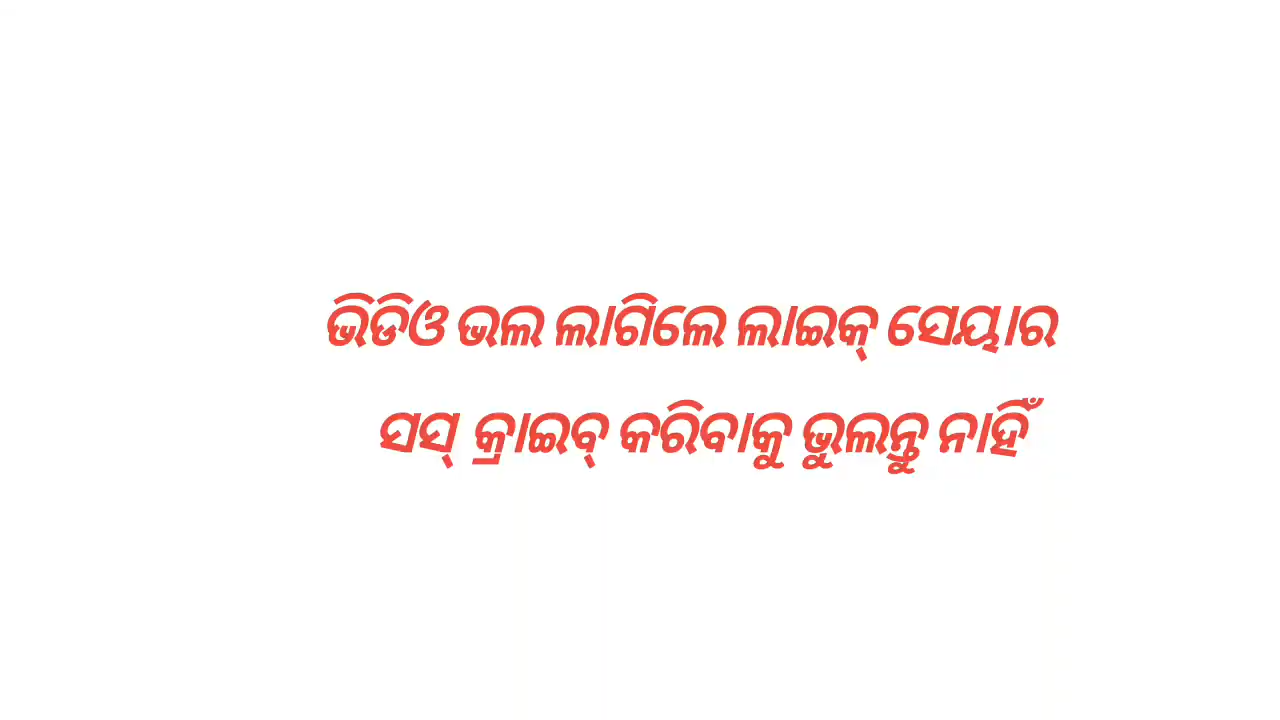 ଭିଡିଓ ଭଲ ଲାଗିଲେ ଲାଇକ୍ ସେୟାର
ସସ୍ କ୍ରାଇବ୍ କରିବାକୁ ଭୁଲନ୍ତୁ ନାହିଁ